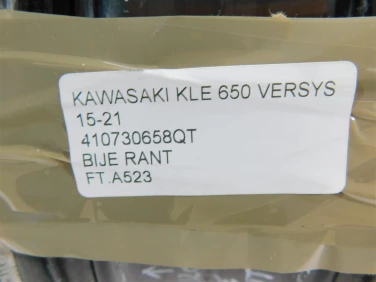 KAWASAKI KLE 650 VERSYS
15-21
410730658QT
BIJE RANT
FT.A523